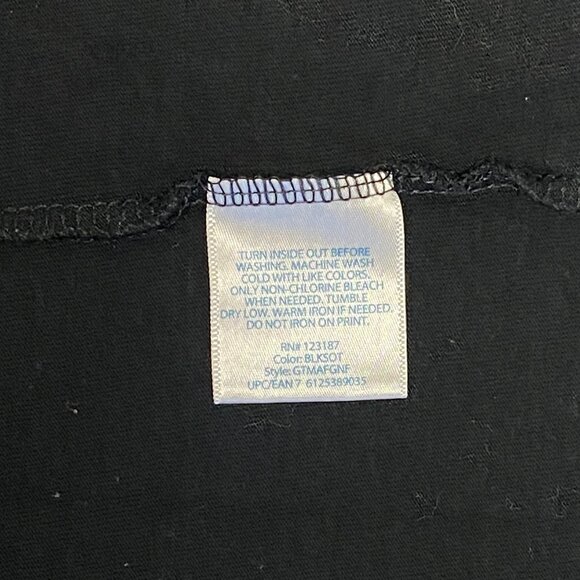 TURN INSIDE OUT BEFORE
WASHING. MACHINE WASH
COLD WITH LIKE COLORS.
ONLY NON-CHLORINE BLEACH
WHEN NEEDED. TUMBLE
DRY LOW. WARM IRON IF NEEDED.
DO NOT IRON ON PRINT.
RN# 123187
Color: BLKSOT
Style: GTMAFGNF
UPC/EAN 7 6125389035